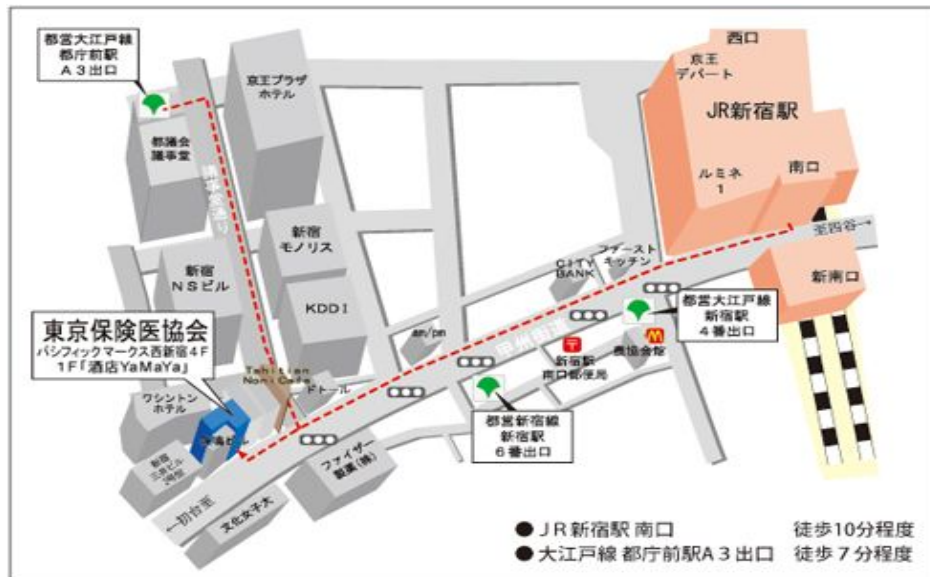 都営大江戸線
都庁前駅
A3出口
京王プラザ
ホテル
西口
京王
デパート
JR新宿駅
都議会
議事堂
ルミネ
1
南口
至四谷→
新宿
モノリス
新宿
NSビル
KDDI
CITY
BANK
ファースト
キッチン
新南口
都営大江戸線
新宿駅
4番出口
東京保険医協会
パシフィックマークス西新宿4F
1F「酒店YaMaYa」
am/pm
甲州街道
新宿駅
南口郵便局
農協会館
Tahitian
Noni Cafe
ドトール
ワシントン
ホテル
都営新宿線
新宿駅
6番出口
新宿
三井ビル
ファイザー
製薬(株)
←初台至
文化女子大
●JR新宿駅 南口 徒歩10分程度
●大江戸線 都庁前駅A3出口 徒歩7分程度